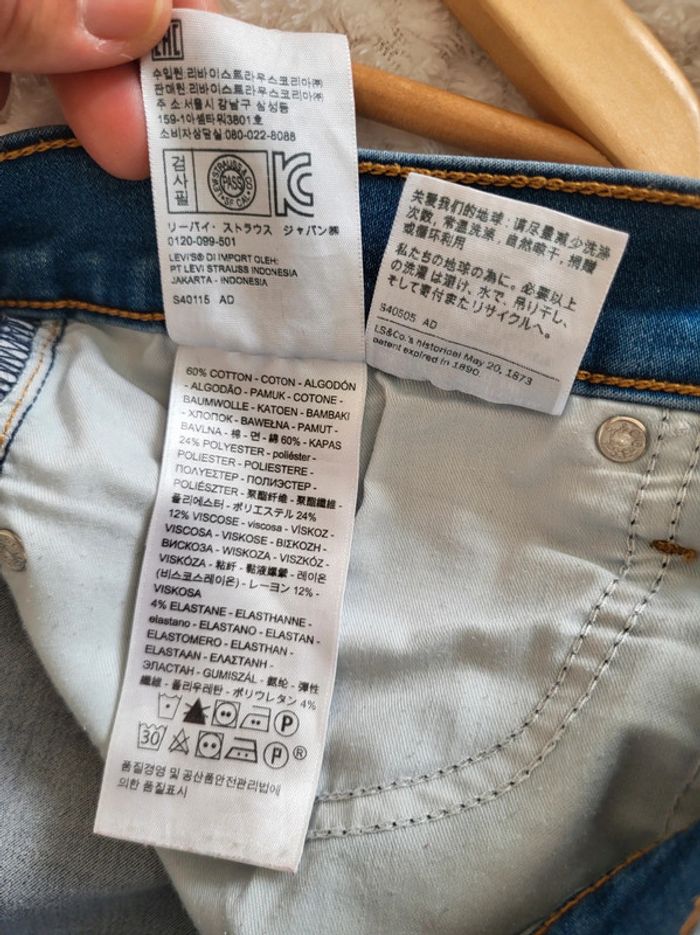 EAC
수입원:리바이스트라우스코리아㈜
판매원:리바이스트라우스코리아㈜
주 소:서울시 강남구 삼성동
159-1아셈타워3801호
소비자상담실:080-022-8088
검사필
LEVI STRAUSS & CO
PASS
SF CAL
KC
リーバイ・ストラウス ジャパン㈱
0120-099-501
LEVI'S® DI IMPORT OLEH:
PT LEVI STRAUSS INDONESIA
JAKARTA - INDONESIA
S40115 AD
关爱我们的地球：请尽量减少洗涤
次数，常温洗涤，自然晾干，捐赠
或循环利用
私たちの地球の為に。必要以上
の洗濯は避け、水で、吊り干し、
そして寄付またリサイクルへ。
S40505 AD
LS&Co.'s historical May 20, 1873
patent expired in 1890.
60% COTTON - COTON - ALGODÓN
- ALGODÃO - PAMUK - COTONE -
BAUMWOLLE - KATOEN - BAMBAKI
- ХЛОПОК - BAWEŁNA - PAMUT -
BAVLNA - 棉 - 면 - 綿 60% - KAPAS
24% POLYESTER - poliéster -
POLIESTER - POLIESTERE -
ПОЛИЭСТЕР - ΠΟΛΥΕΣΤΕΡ -
POLIÉSZTER - 聚酯纤维 - 聚酯纖維 -
폴리에스터 - ポリエステル 24%
12% VISCOSE - viscosa - VİSKOZ -
VISCOSA - VISKOSE - ΒΙΣΚΟΖΗ -
ВИСКОЗА - WISKOZA - VISZKÓZ -
VISKÓZA - 粘纤 - 黏液嫘縈 - 레이온
(비스코스레이온) - レーヨン 12% -
VISKOSA
4% ELASTANE - ELASTHANNE -
elastano - ELASTANO - ELASTAN -
ELASTOMERO - ELASTHAN -
ELASTAAN - ΕΛΑΣΤΑΝΗ -
ЭЛАСТАН - GUMISZÁL - 氨纶 - 彈性
纖維 - 폴리우레탄 - ポリウレタン 4%
P
30 P ®
품질경영 및 공산품안전관리법에
의한 품질표시